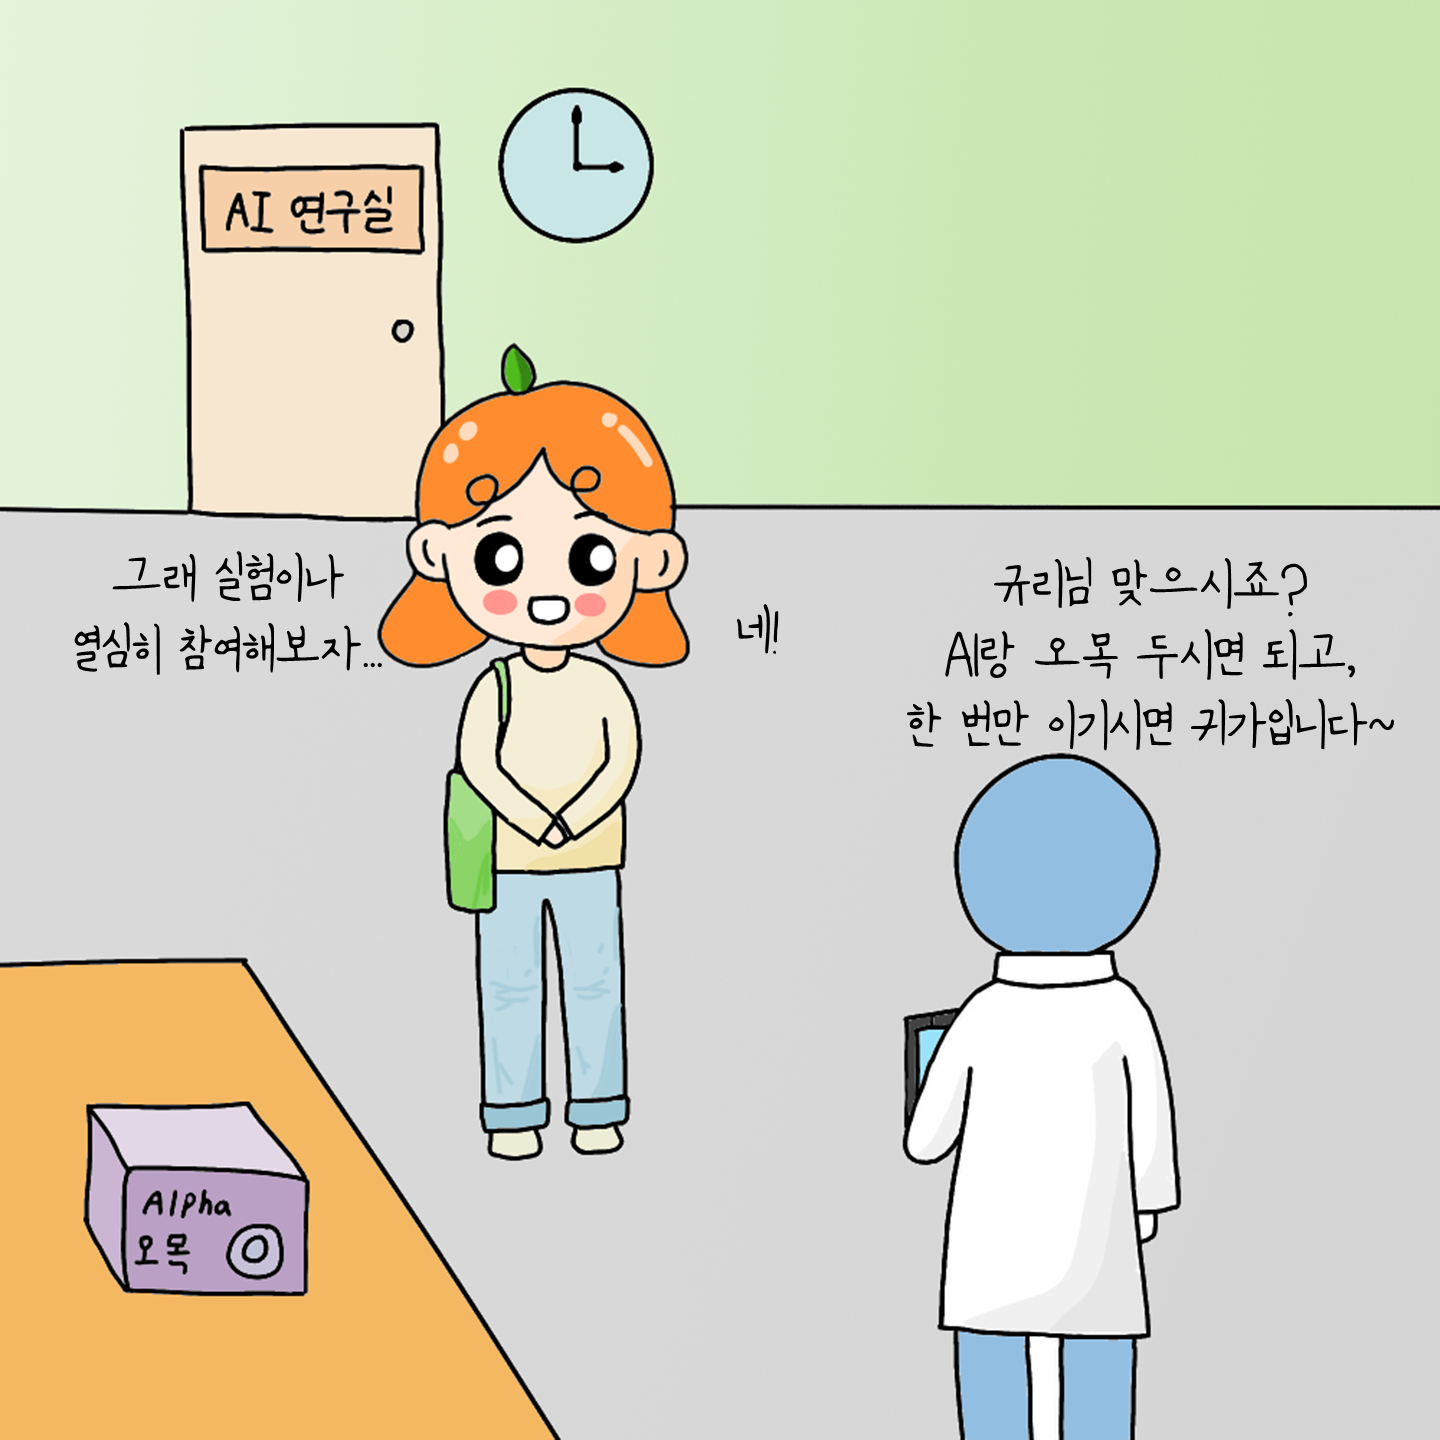 AI 연구실
그래 실험이나
열심히 참여해보자...
네!
규리님 맞으시죠?
AI랑 오목 두시면 되고,
한 번만 이기시면 귀가입니다~
Alpha
오목